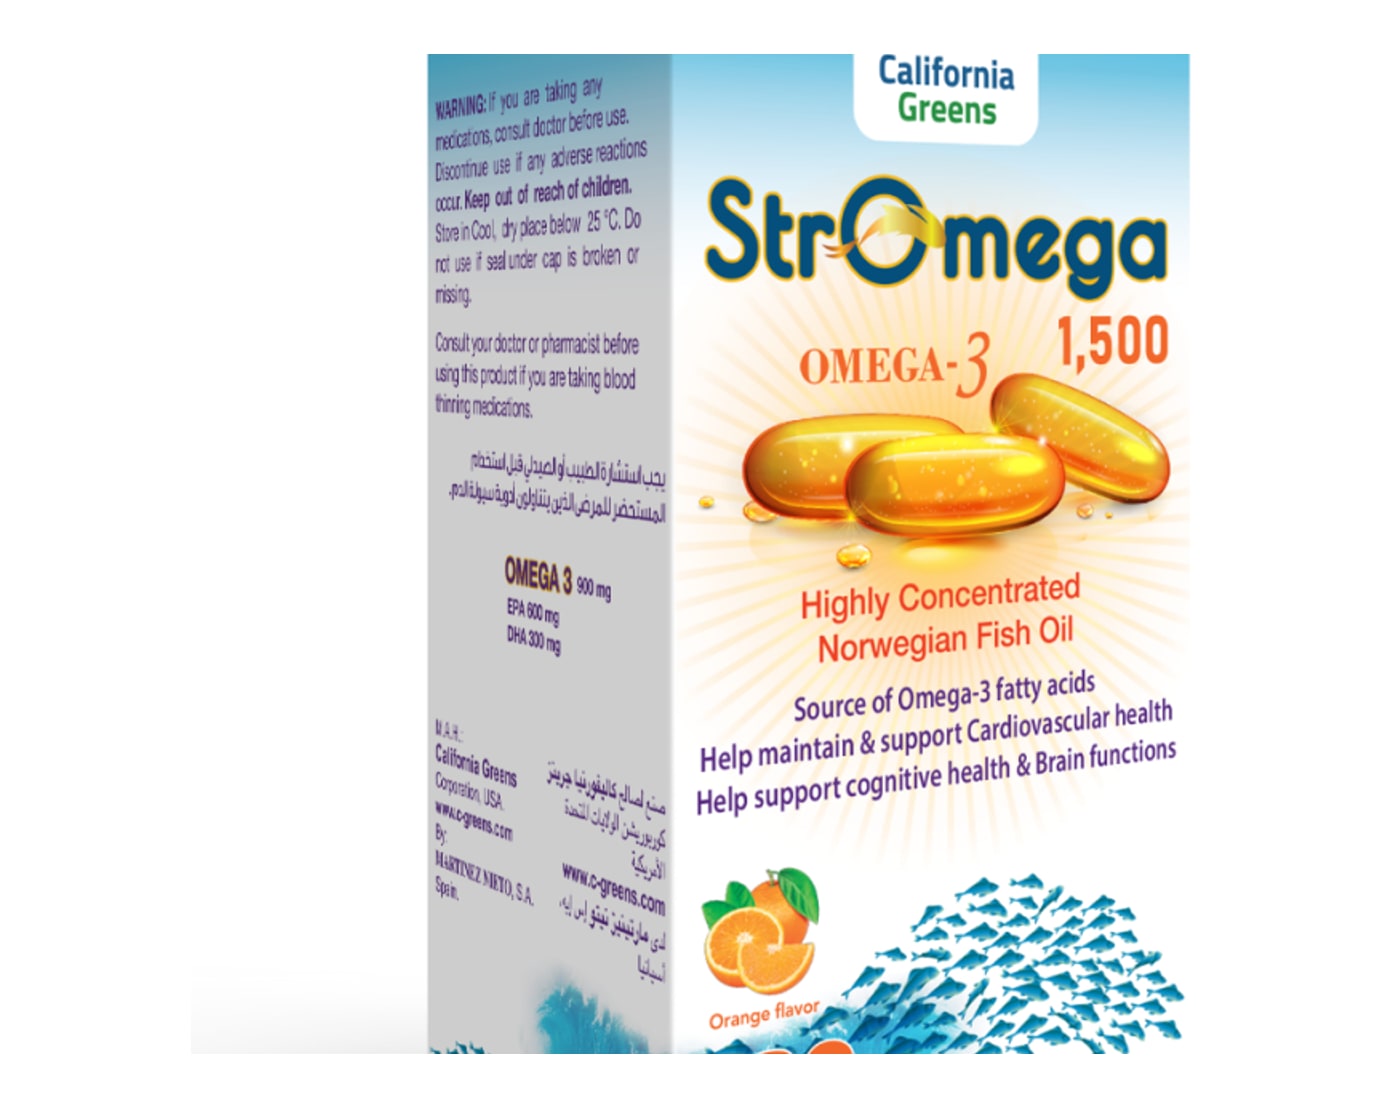 WARNING: If you are taking any
medications, consult doctor before use.
Discontinue use if any adverse reactions
occur. Keep out of reach of children.
Store in Cool, dry place below 25 °C. Do
not use if seal under cap is broken or
missing.
Consult your doctor or pharmacist before
using this product if you are taking blood
thinning medications.
يجب استشارة الطبيب أو الصيدلي قبل استخدام
المستحضر للمرضى الذين يتناولون أدوية سيولة الدم.
OMEGA 3 900 mg
EPA 600 mg
DHA 300 mg
M.A.H.:
California Greens
Corporation, USA.
www.c-greens.com
By:
MARTINEZ NIETO, S.A.
Spain.
صنع لصالح كاليفورنيا جرينز
كوربوريشن الولايات المتحدة
الأمريكية
www.c-greens.com
لدى مارتينيز نيتو إس إيه،
أسبانيا
California
Greens
StrOmega
1,500
OMEGA-3
Highly Concentrated
Norwegian Fish Oil
Source of Omega-3 fatty acids
Help maintain & support Cardiovascular health
Help support cognitive health & Brain functions
Orange flavor